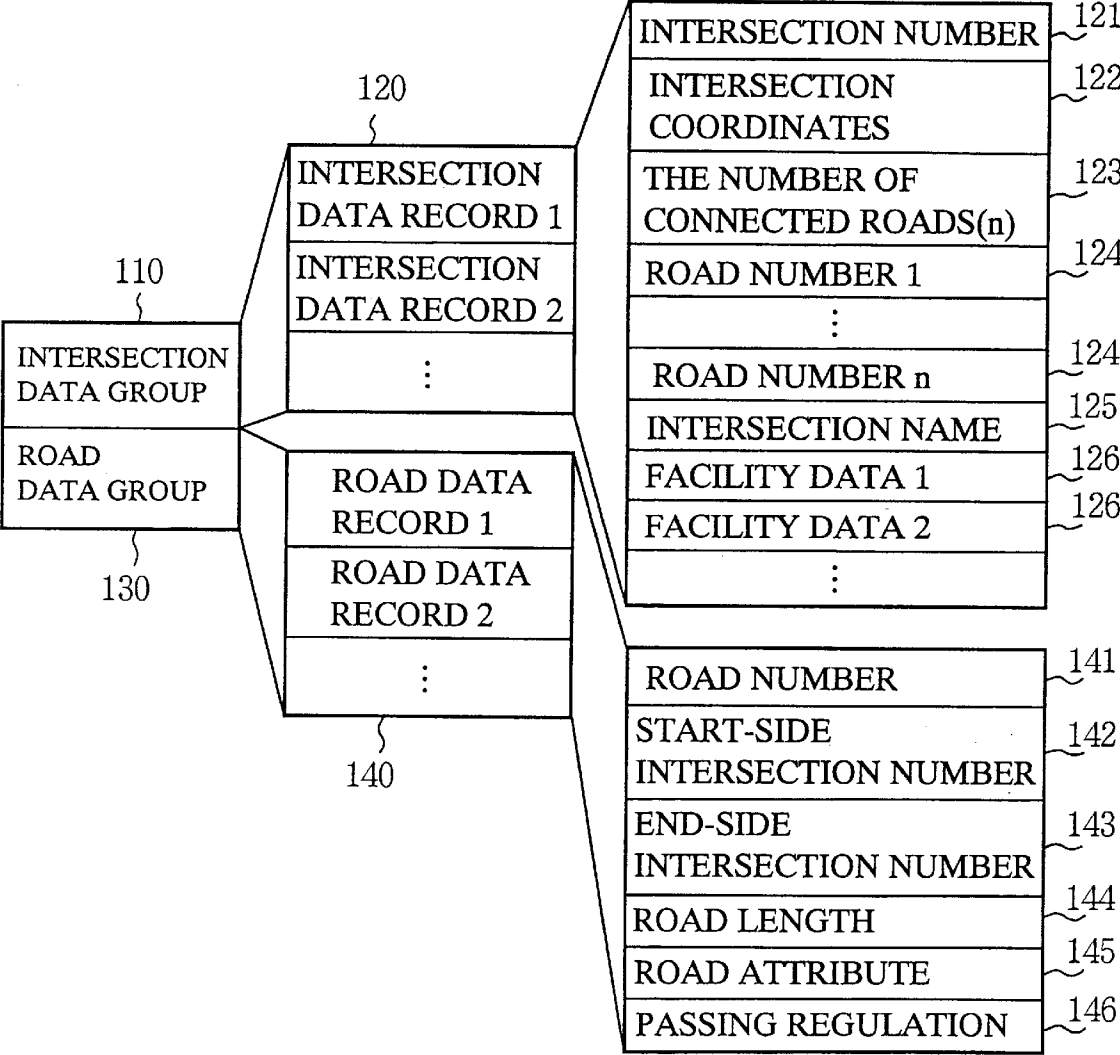 110
INTERSECTION
DATA GROUP
ROAD
DATA GROUP
130
120
INTERSECTION
DATA RECORD 1
INTERSECTION
DATA RECORD 2
⋮
ROAD DATA
RECORD 1
ROAD DATA
RECORD 2
⋮
140
INTERSECTION NUMBER 121
INTERSECTION
COORDINATES 122
THE NUMBER OF
CONNECTED ROADS(n) 123
ROAD NUMBER 1 124
⋮
ROAD NUMBER n 124
INTERSECTION NAME 125
FACILITY DATA 1 126
FACILITY DATA 2 126
⋮
ROAD NUMBER 141
START-SIDE
INTERSECTION NUMBER 142
END-SIDE
INTERSECTION NUMBER 143
ROAD LENGTH 144
ROAD ATTRIBUTE 145
PASSING REGULATION 146